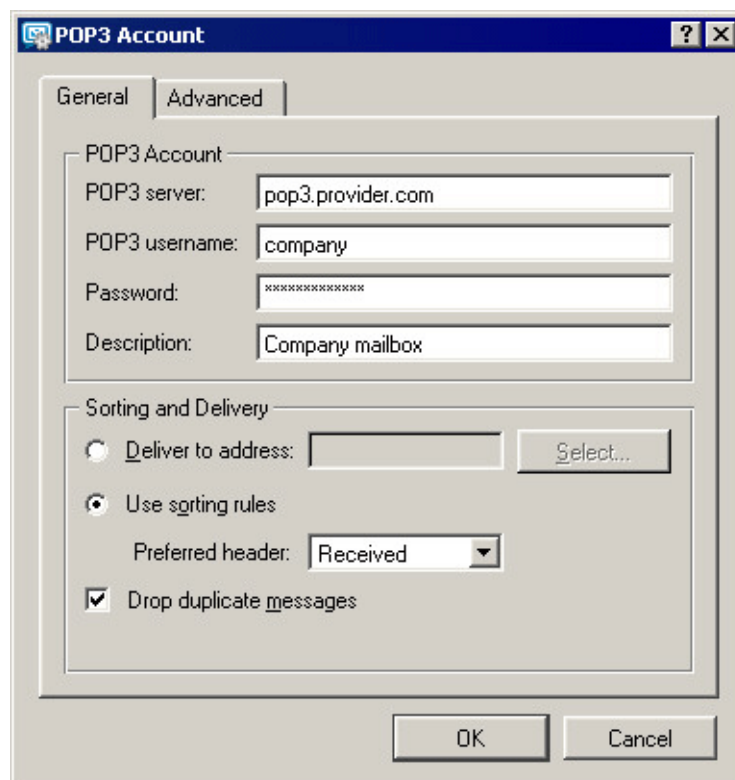 POP3 Account
General Advanced
POP3 Account
POP3 server: pop3.provider.com
POP3 username: company
Password: *************
Description: Company mailbox
Sorting and Delivery
Deliver to address: Select...
Use sorting rules
Preferred header: Received
Drop duplicate messages
OK Cancel